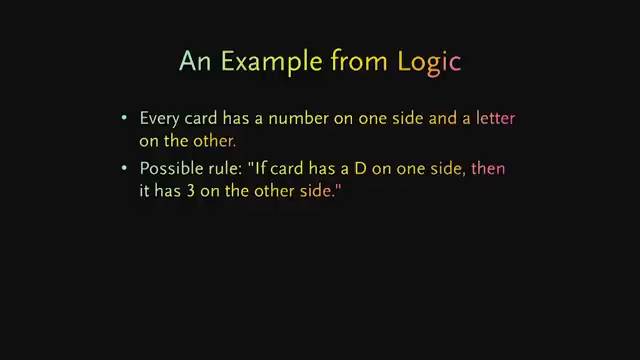 An Example from Logic
• Every card has a number on one side and a letter
on the other.
• Possible rule: "If card has a D on one side, then
it has 3 on the other side."